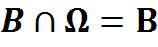 𝑩 ∩ 𝛀 = 𝐁